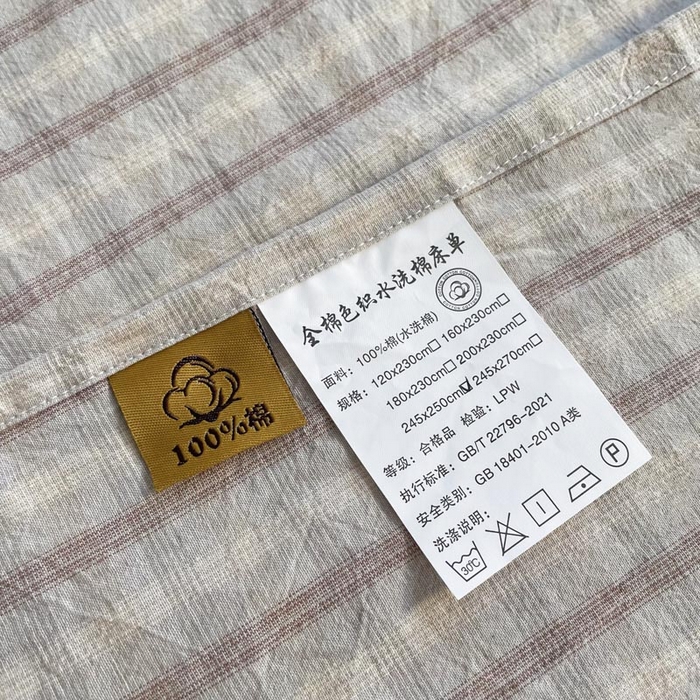 全棉色织水洗棉床单
面料：100%棉(水洗棉)
规格：120x230cm□ 160x230cm□
180x230cm□ 200x230cm□
245x250cm☑ 245x270cm□
等级：合格品 检验：LPW
执行标准：GB/T 22796-2021
安全类别：GB 18401-2010 A类
洗涤说明：
30℃
P
100%棉